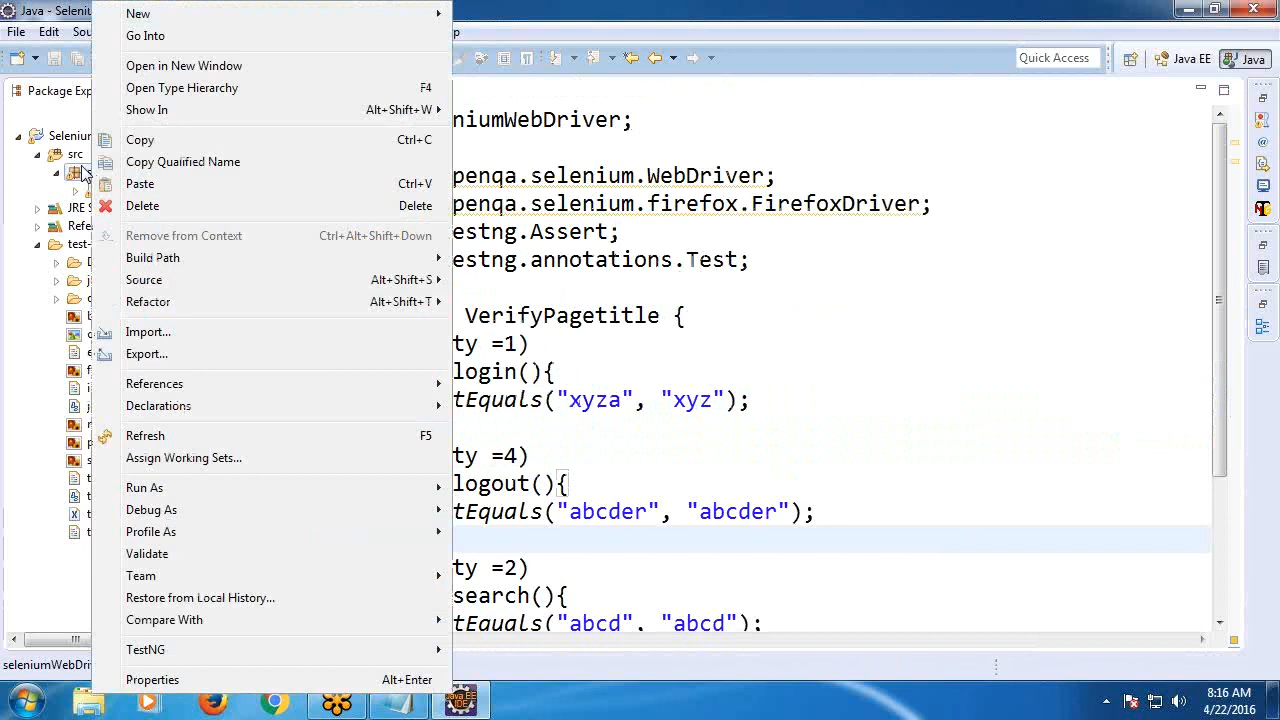 Java - Seleniu
File Edit Sou p
Quick Access Java EE Java
Package Expl
Selenium
src
JRE S
Refe
test-
New
Go Into
Open in New Window
Open Type Hierarchy F4
Show In Alt+Shift+W
Copy Ctrl+C
Copy Qualified Name
Paste Ctrl+V
Delete Delete
Remove from Context Ctrl+Alt+Shift+Down
Build Path
Source Alt+Shift+S
Refactor Alt+Shift+T
Import...
Export...
References
Declarations
Refresh F5
Assign Working Sets...
Run As
Debug As
Profile As
Validate
Team
Restore from Local History...
Compare With
TestNG
Properties Alt+Enter
niumWebDriver;
penqa.selenium.WebDriver;
penqa.selenium.firefox.FirefoxDriver;
estng.Assert;
estng.annotations.Test;
VerifyPagetitle {
ty =1)
login(){
tEquals("xyza", "xyz");
ty =4)
logout(){
tEquals("abcder", "abcder");
ty =2)
search(){
tEquals("abcd", "abcd");
seleniumWebDri
Java EE
IDE
8:16 AM
4/22/2016